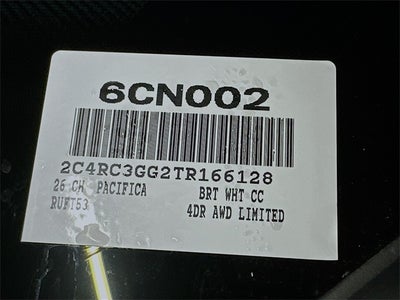 6CN002
2C4RC3GG2TR166128
26 CH PACIFICA BRT WHT CC
RUFT53 4DR AWD LIMITED